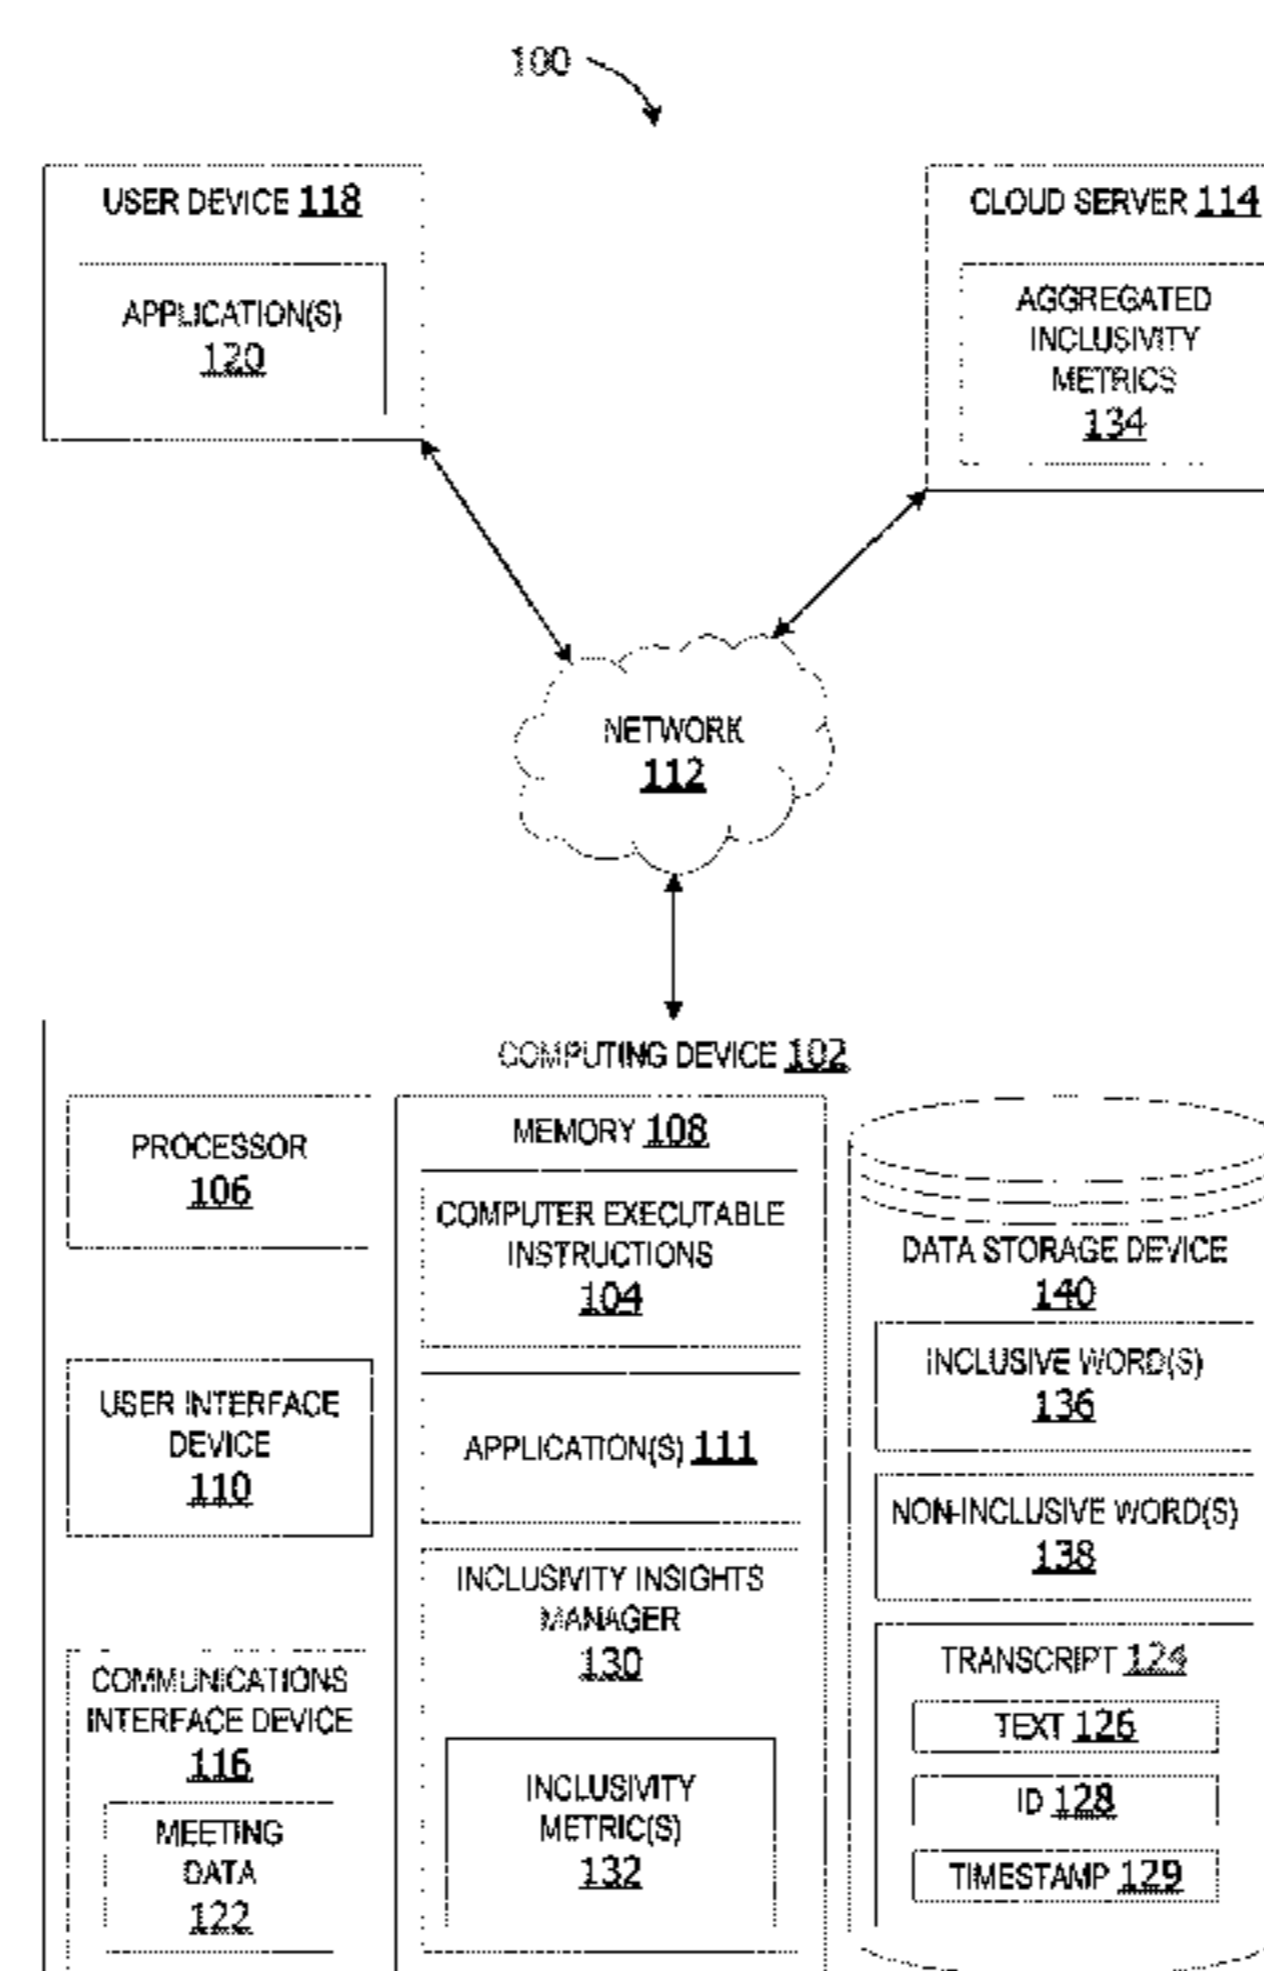 100
USER DEVICE 118
APPLICATION(S)
120
CLOUD SERVER 114
AGGREGATED
INCLUSIVITY
METRICS
134
NETWORK
112
COMPUTING DEVICE 102
PROCESSOR
106
USER INTERFACE
DEVICE
110
COMMUNICATIONS
INTERFACE DEVICE
116
MEETING
DATA
122
MEMORY 108
COMPUTER EXECUTABLE
INSTRUCTIONS
104
APPLICATION(S) 111
INCLUSIVITY INSIGHTS
MANAGER
130
INCLUSIVITY
METRIC(S)
132
DATA STORAGE DEVICE
140
INCLUSIVE WORD(S)
136
NON-INCLUSIVE WORD(S)
138
TRANSCRIPT 124
TEXT 126
ID 128
TIMESTAMP 129